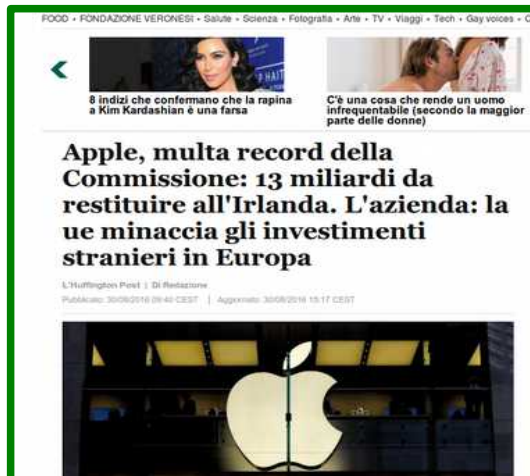 FOOD • FONDAZIONE VERONESI • Salute • Scienza • Fotografia • Arte • TV • Viaggi • Tech • Gay voices •
8 indizi che confermano che la rapina
a Kim Kardashian è una farsa
C'è una cosa che rende un uomo
infrequentabile (secondo la maggior
parte delle donne)
Apple, multa record della
Commissione: 13 miliardi da
restituire all'Irlanda. L'azienda: la
ue minaccia gli investimenti
stranieri in Europa
L'Huffington Post | Di Redazione
Pubblicato: 30/08/2016 09:40 CEST | Aggiornato: 30/08/2016 15:17 CEST